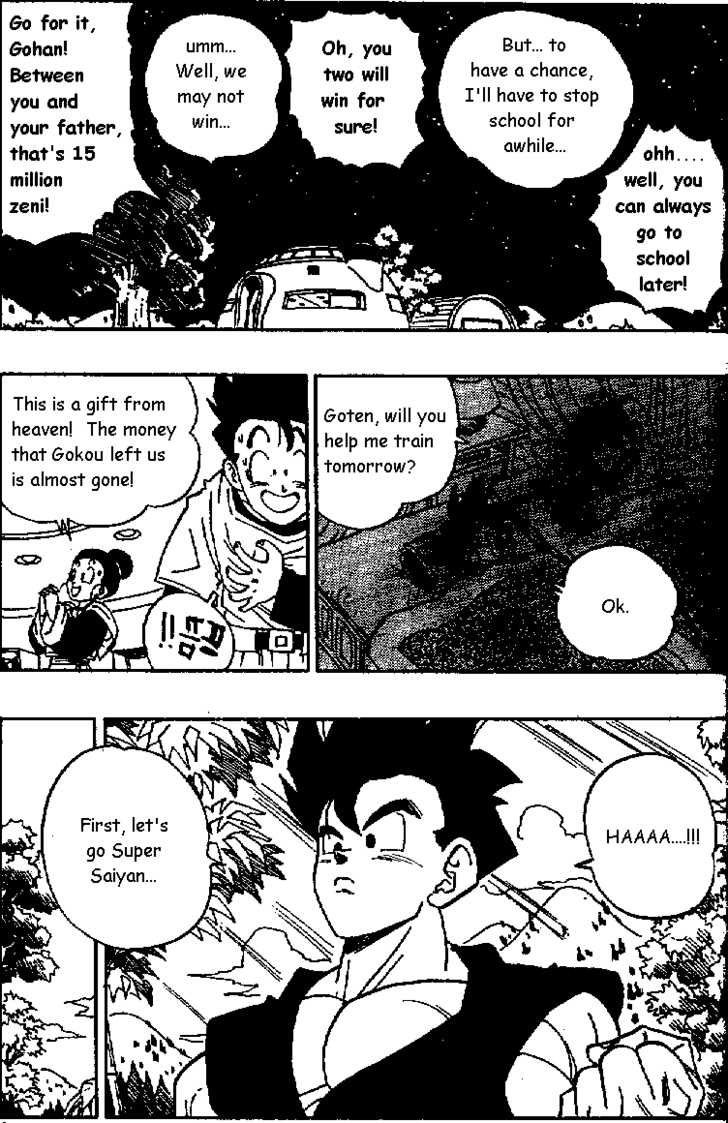 Go for it,
Gohan!
Between
you and
your father,
that's 15
million
zeni!
umm...
Well, we
may not
win...
Oh, you
two will
win for
sure!
But... to
have a chance,
I'll have to stop
school for
awhile...
ohh....
well, you
can always
go to
school
later!
This is a gift from
heaven!  The money
that Gokou left us
is almost gone!
Goten, will you
help me train
tomorrow?
Ok.
First, let's
go Super
Saiyan...
HAAAA....!!!